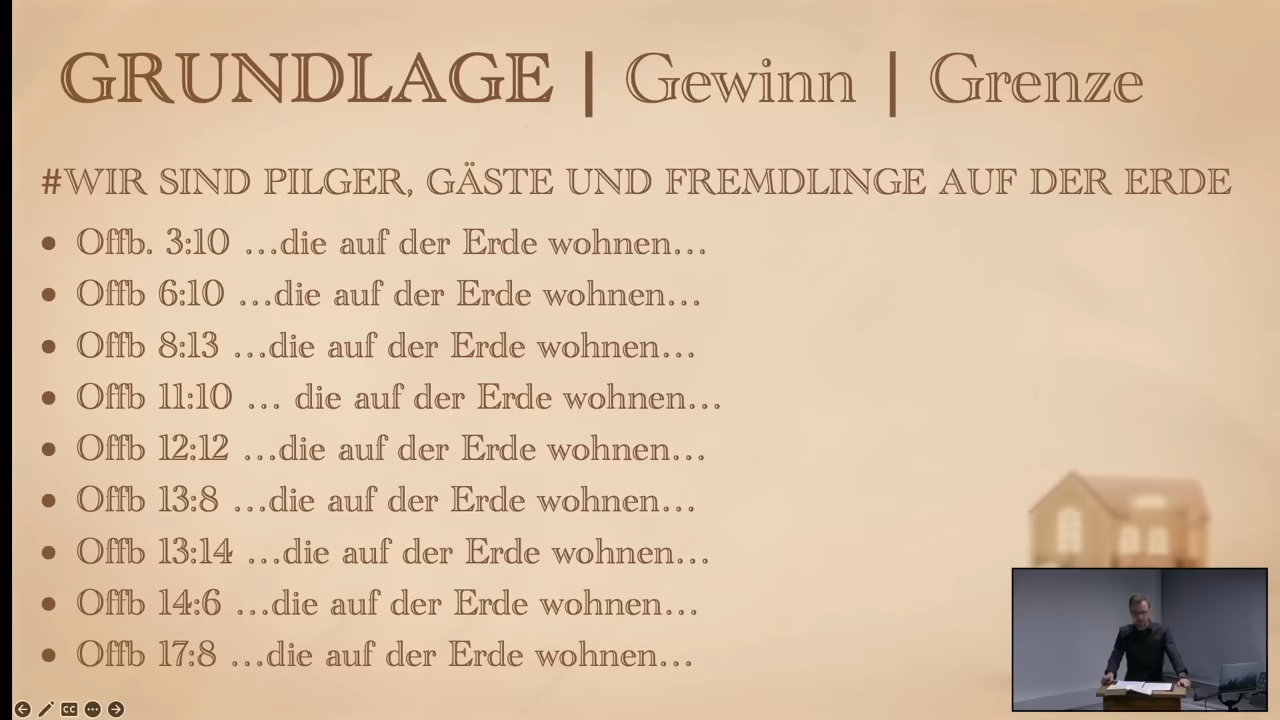 GRUNDLAGE | Gewinn | Grenze
#WIR SIND PILGER, GÄSTE UND FREMDLINGE AUF DER ERDE
• Offb. 3:10 …die auf der Erde wohnen…
• Offb 6:10 …die auf der Erde wohnen…
• Offb 8:13 …die auf der Erde wohnen…
• Offb 11:10 … die auf der Erde wohnen…
• Offb 12:12 …die auf der Erde wohnen…
• Offb 13:8 …die auf der Erde wohnen…
• Offb 13:14 …die auf der Erde wohnen…
• Offb 14:6 …die auf der Erde wohnen…
• Offb 17:8 …die auf der Erde wohnen…
CC